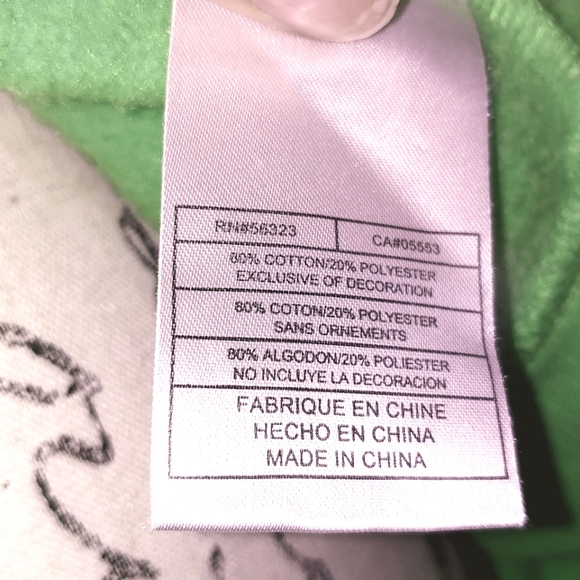 RN#56323 CA#05553
80% COTTON/20% POLYESTER
EXCLUSIVE OF DECORATION
80% COTON/20% POLYESTER
SANS ORNEMENTS
80% ALGODON/20% POLIESTER
NO INCLUYE LA DECORACION
FABRIQUE EN CHINE
HECHO EN CHINA
MADE IN CHINA